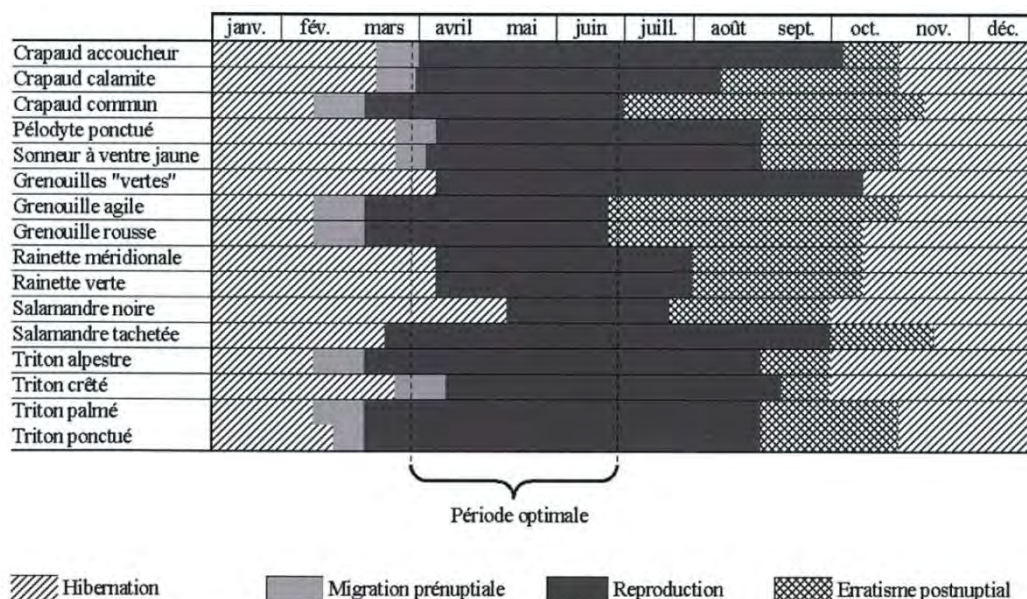 janv. fév. mars avril mai juin juill. août sept. oct. nov. déc.
Crapaud accoucheur
Crapaud calamite
Crapaud commun
Pélodyte ponctué
Sonneur à ventre jaune
Grenouilles "vertes"
Grenouille agile
Grenouille rousse
Rainette méridionale
Rainette verte
Salamandre noire
Salamandre tachetée
Triton alpestre
Triton crêté
Triton palmé
Triton ponctué
Période optimale
Hibernation Migration prénuptiale Reproduction Erratisme postnuptial